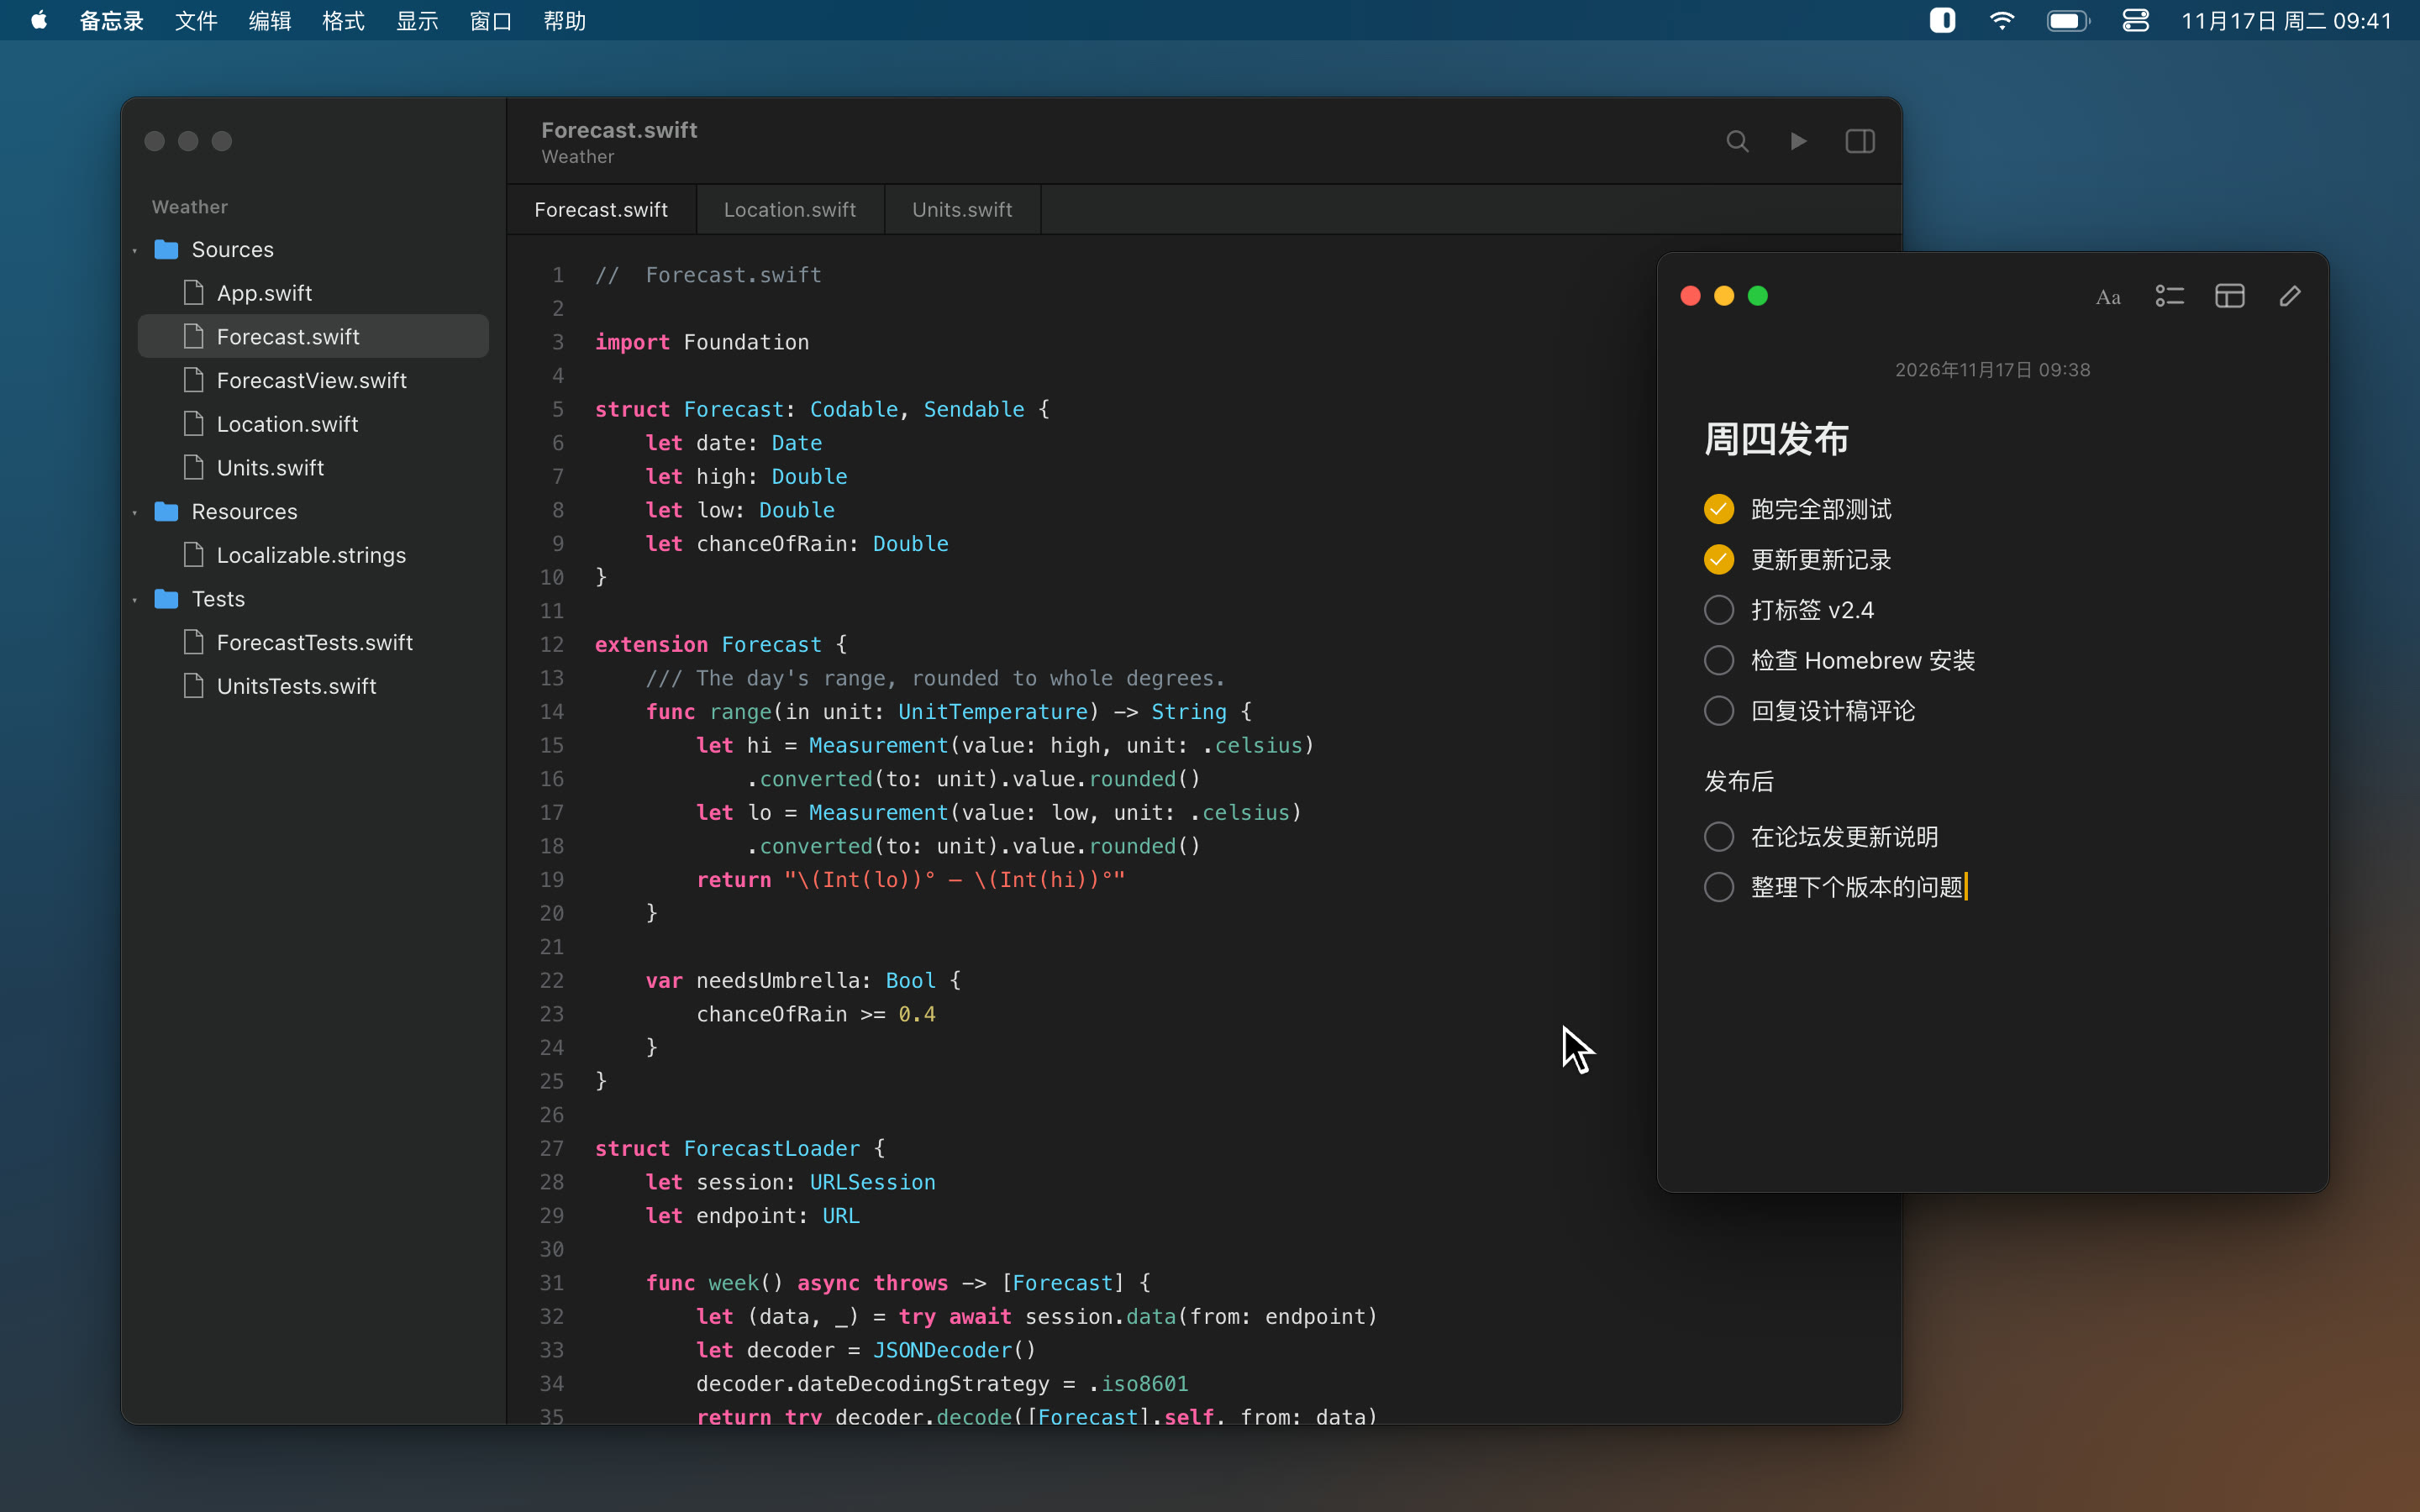 备忘录 文件 编辑 格式 显示 窗口 帮助 11月17日 周二 09:41
Weather
Sources
App.swift
Forecast.swift
ForecastView.swift
Location.swift
Units.swift
Resources
Localizable.strings
Tests
ForecastTests.swift
UnitsTests.swift
Forecast.swift
Weather
Forecast.swift Location.swift Units.swift
1 //  Forecast.swift
2
3 import Foundation
4
5 struct Forecast: Codable, Sendable {
6     let date: Date
7     let high: Double
8     let low: Double
9     let chanceOfRain: Double
10 }
11
12 extension Forecast {
13     /// The day's range, rounded to whole degrees.
14     func range(in unit: UnitTemperature) -> String {
15         let hi = Measurement(value: high, unit: .celsius)
16             .converted(to: unit).value.rounded()
17         let lo = Measurement(value: low, unit: .celsius)
18             .converted(to: unit).value.rounded()
19         return "\(Int(lo))° – \(Int(hi))°"
20     }
21
22     var needsUmbrella: Bool {
23         chanceOfRain >= 0.4
24     }
25 }
26
27 struct ForecastLoader {
28     let session: URLSession
29     let endpoint: URL
30
31     func week() async throws -> [Forecast] {
32         let (data, _) = try await session.data(from: endpoint)
33         let decoder = JSONDecoder()
34         decoder.dateDecodingStrategy = .iso8601
35         return try decoder.decode([Forecast].self, from: data)
Aa
2026年11月17日 09:38
周四发布
跑完全部测试
更新更新记录
打标签 v2.4
检查 Homebrew 安装
回复设计稿评论
发布后
在论坛发更新说明
整理下个版本的问题